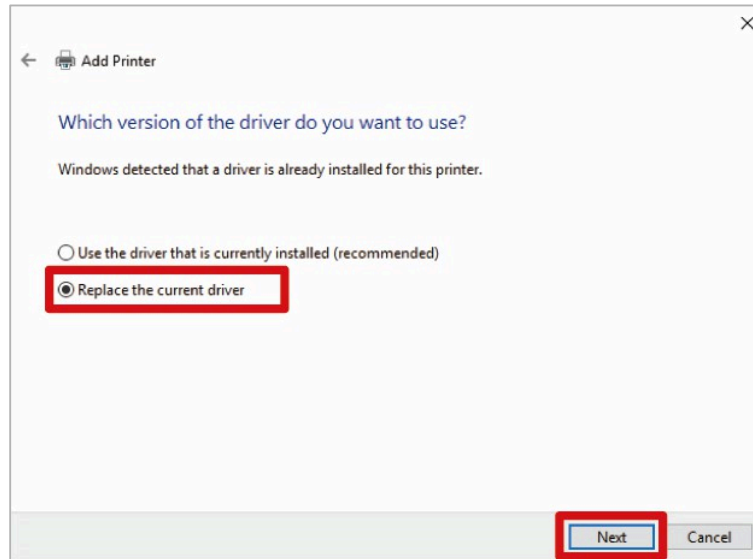 Add Printer
Which version of the driver do you want to use?
Windows detected that a driver is already installed for this printer.
Use the driver that is currently installed (recommended)
Replace the current driver
Next Cancel